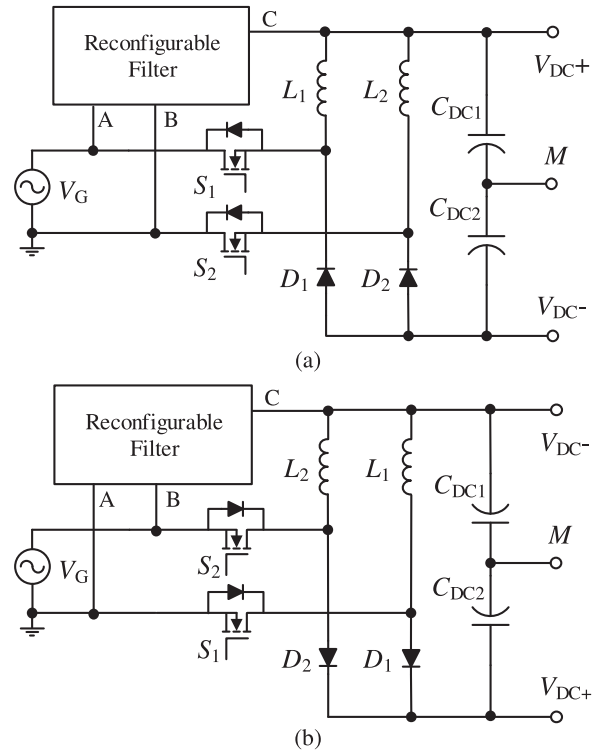 C
Reconfigurable
Filter
V_DC+
L_1
L_2
C_DC1
A
B
M
V_G
S_1
C_DC2
S_2
D_1
D_2
V_DC-
(a)
C
Reconfigurable
Filter
V_DC-
L_2
L_1
C_DC1
A
B
M
V_G
S_2
C_DC2
S_1
D_2
D_1
V_DC+
(b)